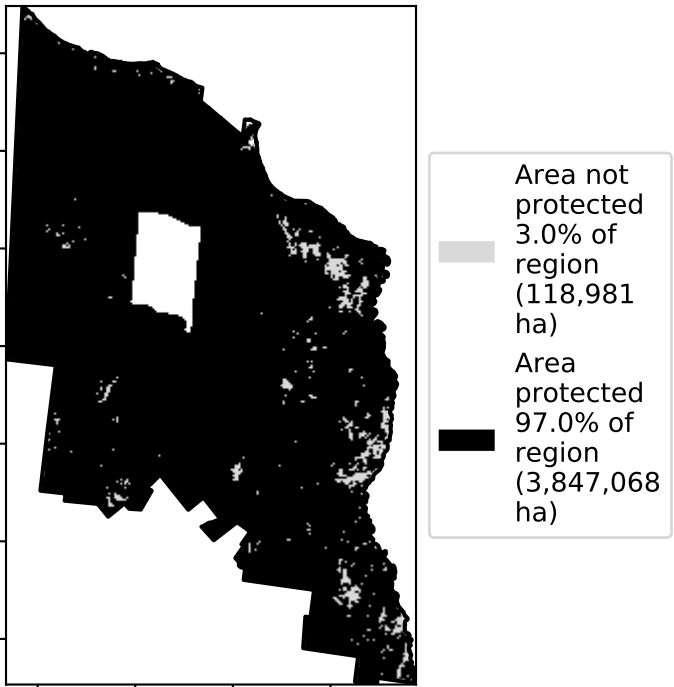 Area not
protected
3.0% of
region
(118,981
ha)
Area
protected
97.0% of
region
(3,847,068
ha)